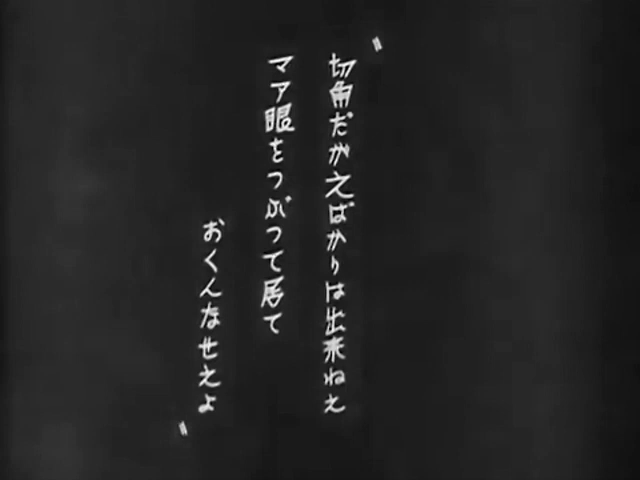 〝切角だが之ばかりは出来ねえ
マア眼をつぶつて居て
おくんなせえよ〟